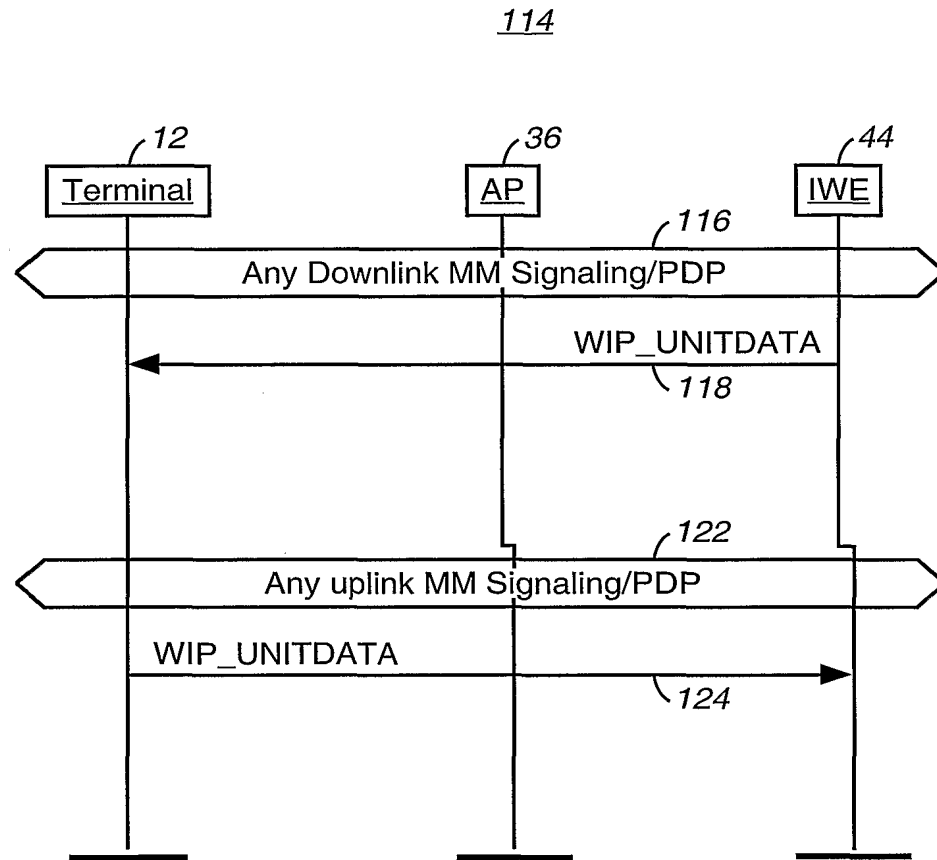 114
12
36
44
Terminal
AP
IWE
116
Any Downlink MM Signaling/PDP
WIP_UNITDATA
118
122
Any uplink MM Signaling/PDP
WIP_UNITDATA
124